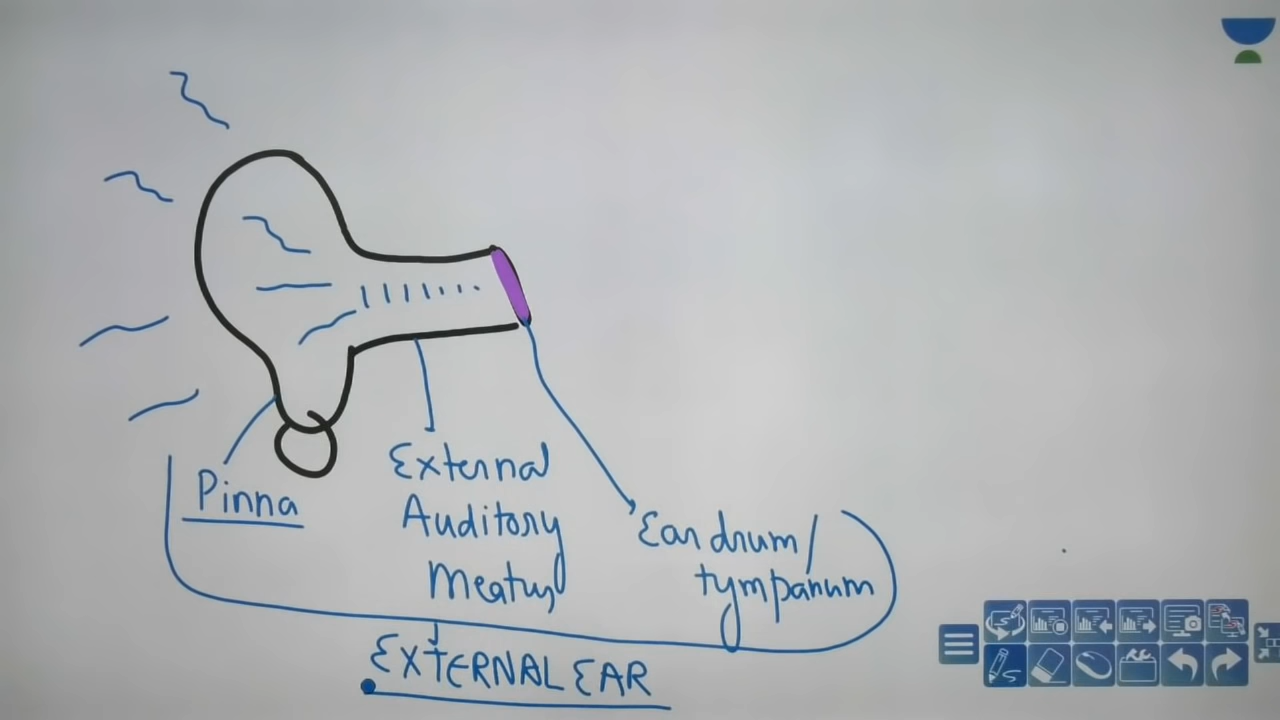 Pinna
External
Auditory
Meatus
Ear drum/
tympanum
EXTERNAL EAR